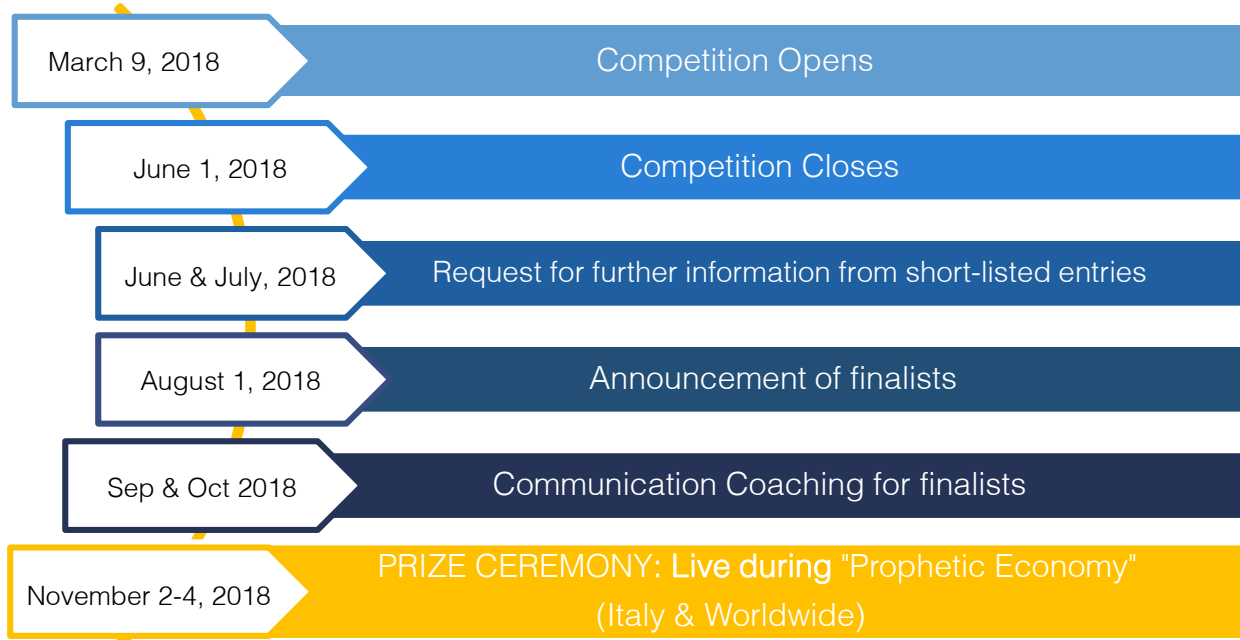 March 9, 2018 Competition Opens
June 1, 2018 Competition Closes
June & July, 2018 Request for further information from short-listed entries
August 1, 2018 Announcement of finalists
Sep & Oct 2018 Communication Coaching for finalists
November 2-4, 2018 PRIZE CEREMONY: Live during "Prophetic Economy"
(Italy & Worldwide)